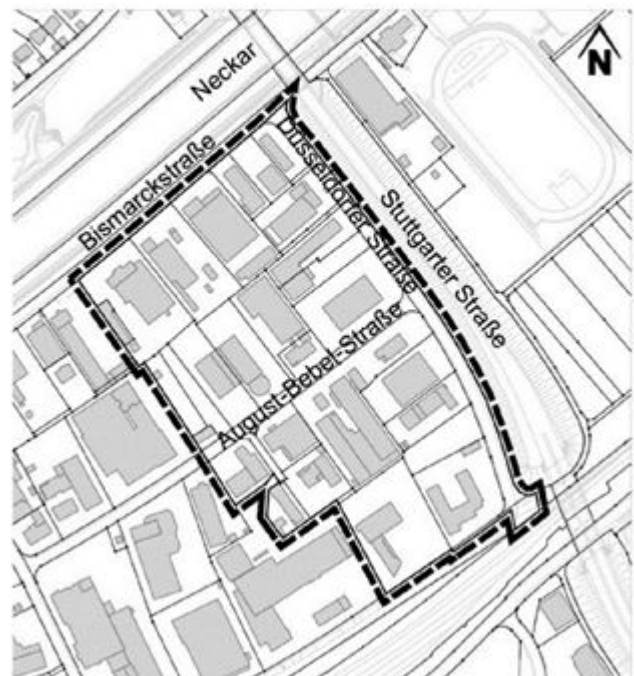 N
Neckar
Bismarckstraße
Düsseldorfer Straße
Stuttgarter Straße
August-Bebel-Straße